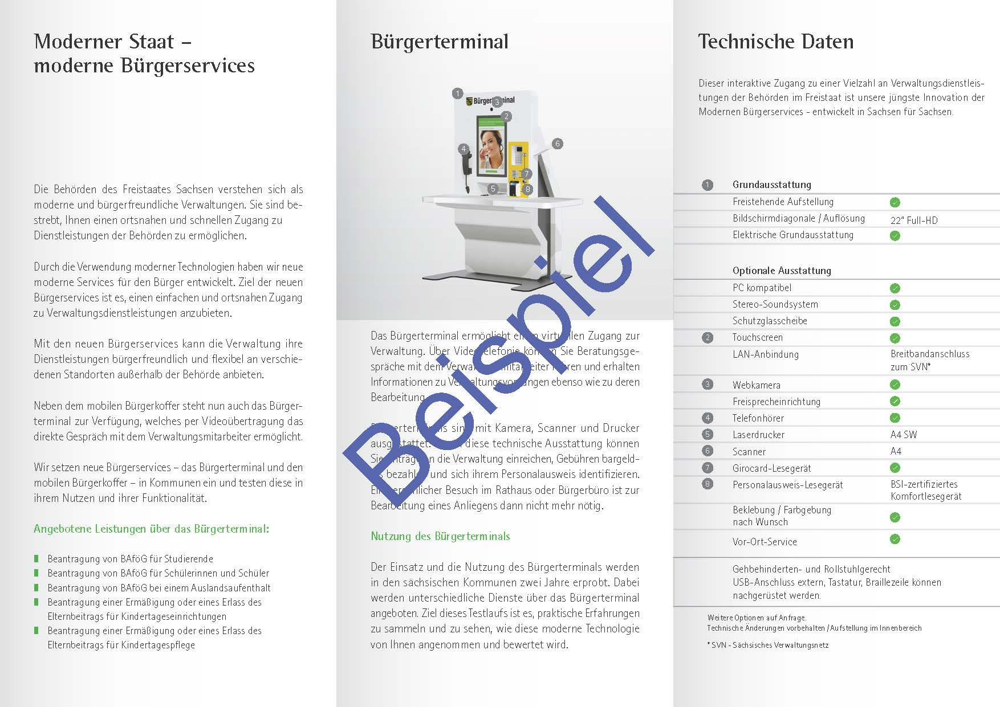 Moderner Staat –
moderne Bürgerservices
Die Behörden des Freistaates Sachsen verstehen sich als
moderne und bürgerfreundliche Verwaltungen. Sie sind be-
strebt, Ihnen einen ortsnahen und schnellen Zugang zu
Dienstleistungen der Behörden zu ermöglichen.
Durch die Verwendung moderner Technologien haben wir neue
moderne Services für den Bürger entwickelt. Ziel der neuen
Bürgerservices ist es, einen einfachen und ortsnahen Zugang
zu Verwaltungsdienstleistungen anzubieten.
Mit den neuen Bürgerservices kann die Verwaltung ihre
Dienstleistungen bürgerfreundlich und flexibel an verschie-
denen Standorten außerhalb der Behörde anbieten.
Neben dem mobilen Bürgerkoffer steht nun auch das Bürger-
terminal zur Verfügung, welches per Videoübertragung das
direkte Gespräch mit dem Verwaltungsmitarbeiter ermöglicht.
Wir setzen neue Bürgerservices – das Bürgerterminal und den
mobilen Bürgerkoffer – in Kommunen ein und testen diese in
ihrem Nutzen und ihrer Funktionalität.
Angebotene Leistungen über das Bürgerterminal:
Beantragung von BAföG für Studierende
Beantragung von BAföG für Schülerinnen und Schüler
Beantragung von BAföG bei einem Auslandsaufenthalt
Beantragung einer Ermäßigung oder eines Erlass des
Elternbeitrags für Kindertageseinrichtungen
Beantragung einer Ermäßigung oder eines Erlass des
Elternbeitrags für Kindertagespflege
Bürgerterminal
1
Bürgerterminal
3
2
4
6
7
5
8
Beispiel
Das Bürgerterminal ermöglicht einen virtuellen Zugang zur
Verwaltung. Über Videotelefonie können Sie Beratungsge-
spräche mit dem Verwaltungsmitarbeiter führen und erhalten
Informationen zu Verwaltungsvorgängen ebenso wie zu deren
Bearbeitung.
Bürgerterminals sind mit Kamera, Scanner und Drucker
ausgestattet. diese technische Ausstattung können
Sie Anträge an die Verwaltung einreichen, Gebühren bargeld-
los bezahlen und sich ihrem Personalausweis identifizieren.
Ein persönlicher Besuch im Rathaus oder Bürgerbüro ist zur
Bearbeitung eines Anliegens dann nicht mehr nötig.
Nutzung des Bürgerterminals
Der Einsatz und die Nutzung des Bürgerterminals werden
in den sächsischen Kommunen zwei Jahre erprobt. Dabei
werden unterschiedliche Dienste über das Bürgerterminal
angeboten. Ziel dieses Testlaufs ist es, praktische Erfahrungen
zu sammeln und zu sehen, wie diese moderne Technologie
von Ihnen angenommen und bewertet wird.
Technische Daten
Dieser interaktive Zugang zu einer Vielzahl an Verwaltungsdienstleis-
tungen der Behörden im Freistaat ist unsere jüngste Innovation der
Modernen Bürgerservices - entwickelt in Sachsen für Sachsen.
1 Grundausstattung
Freistehende Aufstellung
Bildschirmdiagonale / Auflösung 22“ Full-HD
Elektrische Grundausstattung
Optionale Ausstattung
PC kompatibel
Stereo-Soundsystem
Schutzglasscheibe
2 Touchscreen
LAN-Anbindung Breitbandanschluss
zum SVN*
3 Webkamera
Freisprecheinrichtung
4 Telefonhörer
5 Laserdrucker A4 SW
6 Scanner A4
7 Girocard-Lesegerät
8 Personalausweis-Lesegerät BSI-zertifiziertes
Komfortlesegerät
Beklebung / Farbgebung
nach Wunsch
Vor-Ort-Service
Gehbehinderten- und Rollstuhlgerecht
USB-Anschluss extern, Tastatur, Braillezeile können
nachgerüstet werden.
Weitere Optionen auf Anfrage.
Technische Änderungen vorbehalten / Aufstellung im Innenbereich
* SVN - Sächsisches Verwaltungsnetz